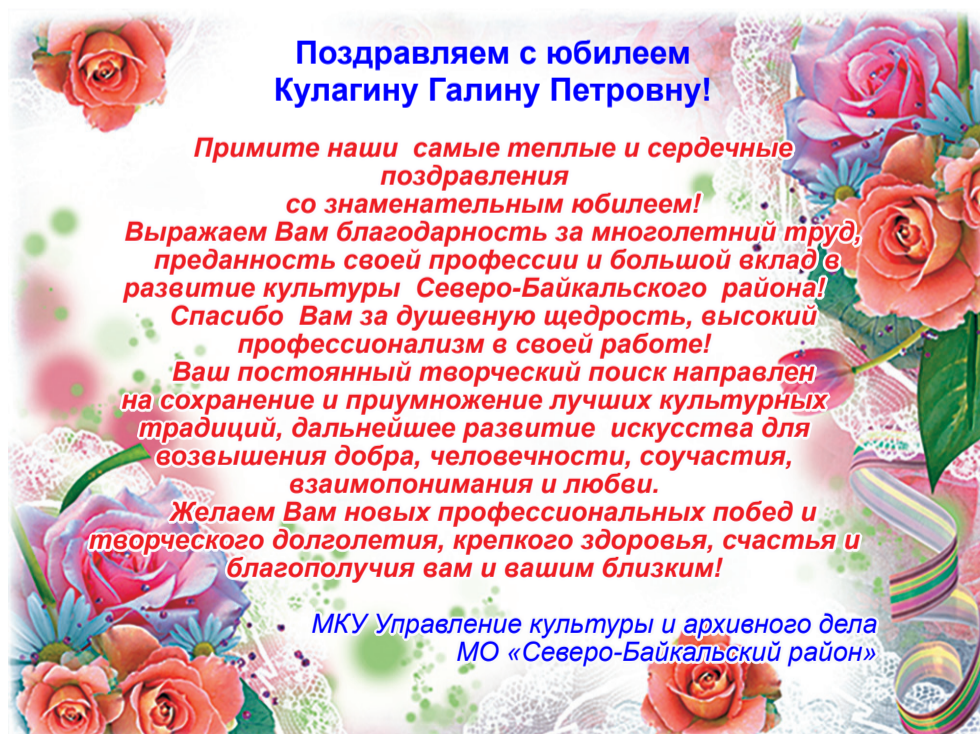 Поздравляем с юбилеем
Кулагину Галину Петровну!
Примите наши самые теплые и сердечные
поздравления
со знаменательным юбилеем!
Выражаем Вам благодарность за многолетний труд,
преданность своей профессии и большой вклад в
развитие культуры Северо-Байкальского района!
Спасибо Вам за душевную щедрость, высокий
профессионализм в своей работе!
Ваш постоянный творческий поиск направлен
на сохранение и приумножение лучших культурных
традиций, дальнейшее развитие искусства для
возвышения добра, человечности, соучастия,
взаимопонимания и любви.
Желаем Вам новых профессиональных побед и
творческого долголетия, крепкого здоровья, счастья и
благополучия вам и вашим близким!
МКУ Управление культуры и архивного дела
МО «Северо-Байкальский район»